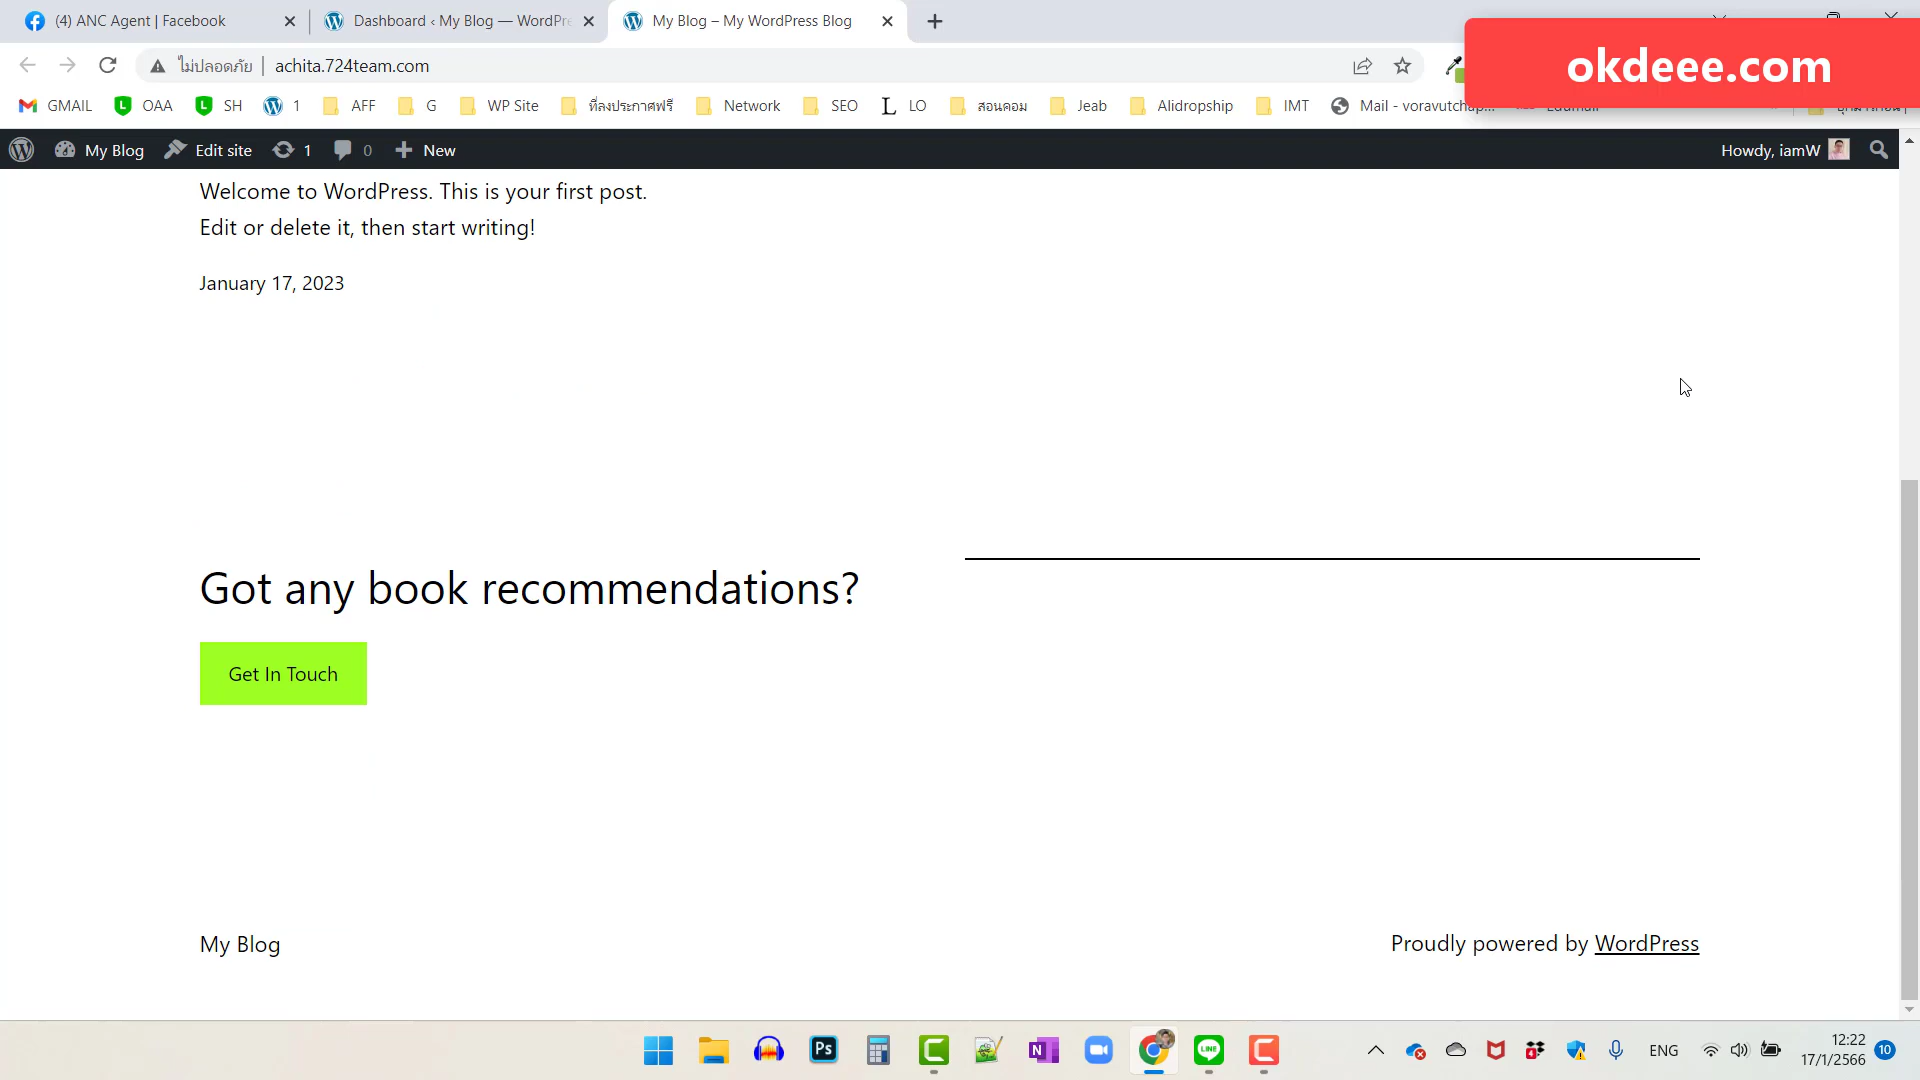 (4) ANC Agent | Facebook
Dashboard ‹ My Blog — WordPre
My Blog – My WordPress Blog
okdeee.com
ไม่ปลอดภัย
achita.724team.com
GMAIL
OAA
SH
1
AFF
G
WP Site
ที่ลงประกาศฟรี
Network
SEO
L LO
สอนคอม
Jeab
Alidropship
IMT
Mail - voravutchap...
My Blog
Edit site
1
0
New
Howdy, iamW
Welcome to WordPress. This is your first post.
Edit or delete it, then start writing!
January 17, 2023
Got any book recommendations?
Get In Touch
My Blog
Proudly powered by WordPress
Ps
N
LINE
4
ENG
12:22
17/1/2566
10